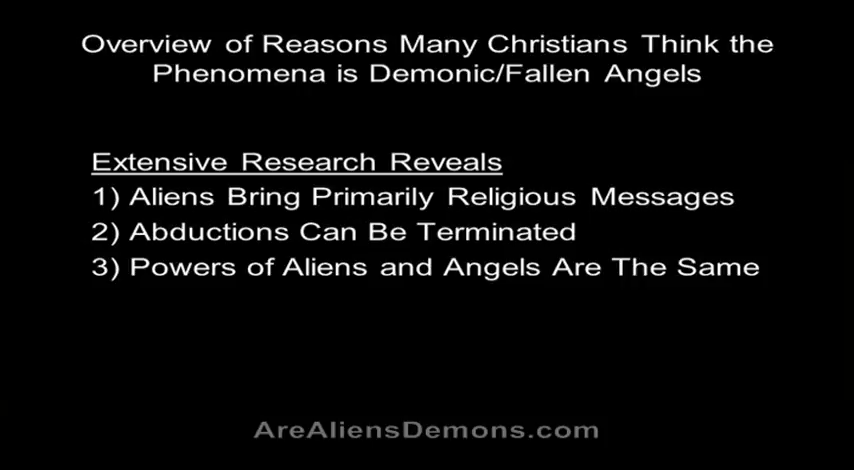 Overview of Reasons Many Christians Think the
Phenomena is Demonic/Fallen Angels
Extensive Research Reveals
1) Aliens Bring Primarily Religious Messages
2) Abductions Can Be Terminated
3) Powers of Aliens and Angels Are The Same
AreAliensDemons.com